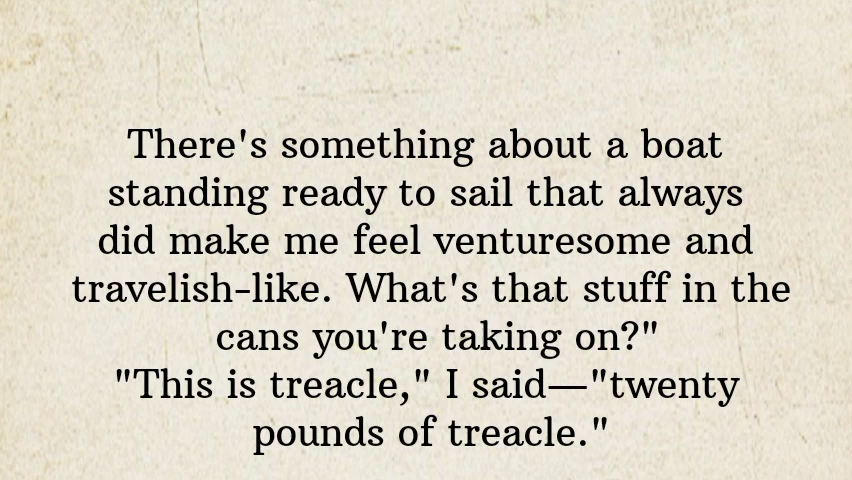 There's something about a boat
standing ready to sail that always
did make me feel venturesome and
travelish-like. What's that stuff in the
cans you're taking on?"
"This is treacle," I said—"twenty
pounds of treacle."